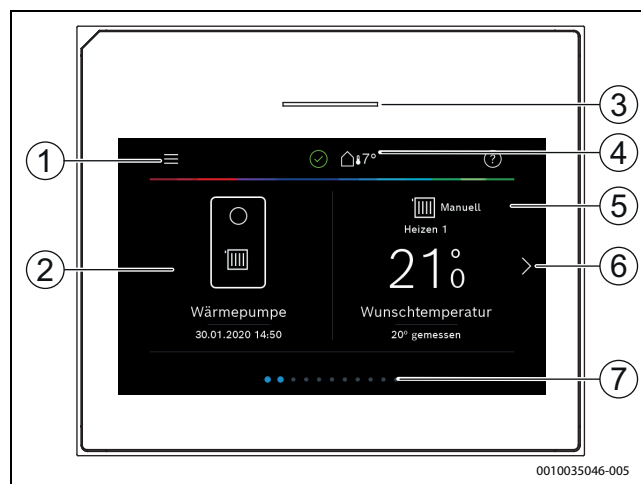 3
1
7°
?
4
Manuell
5
Heizen 1
2
21°0
6
Wärmepumpe
Wunschtemperatur
30.01.2020 14:50
20° gemessen
7
0010035046-005